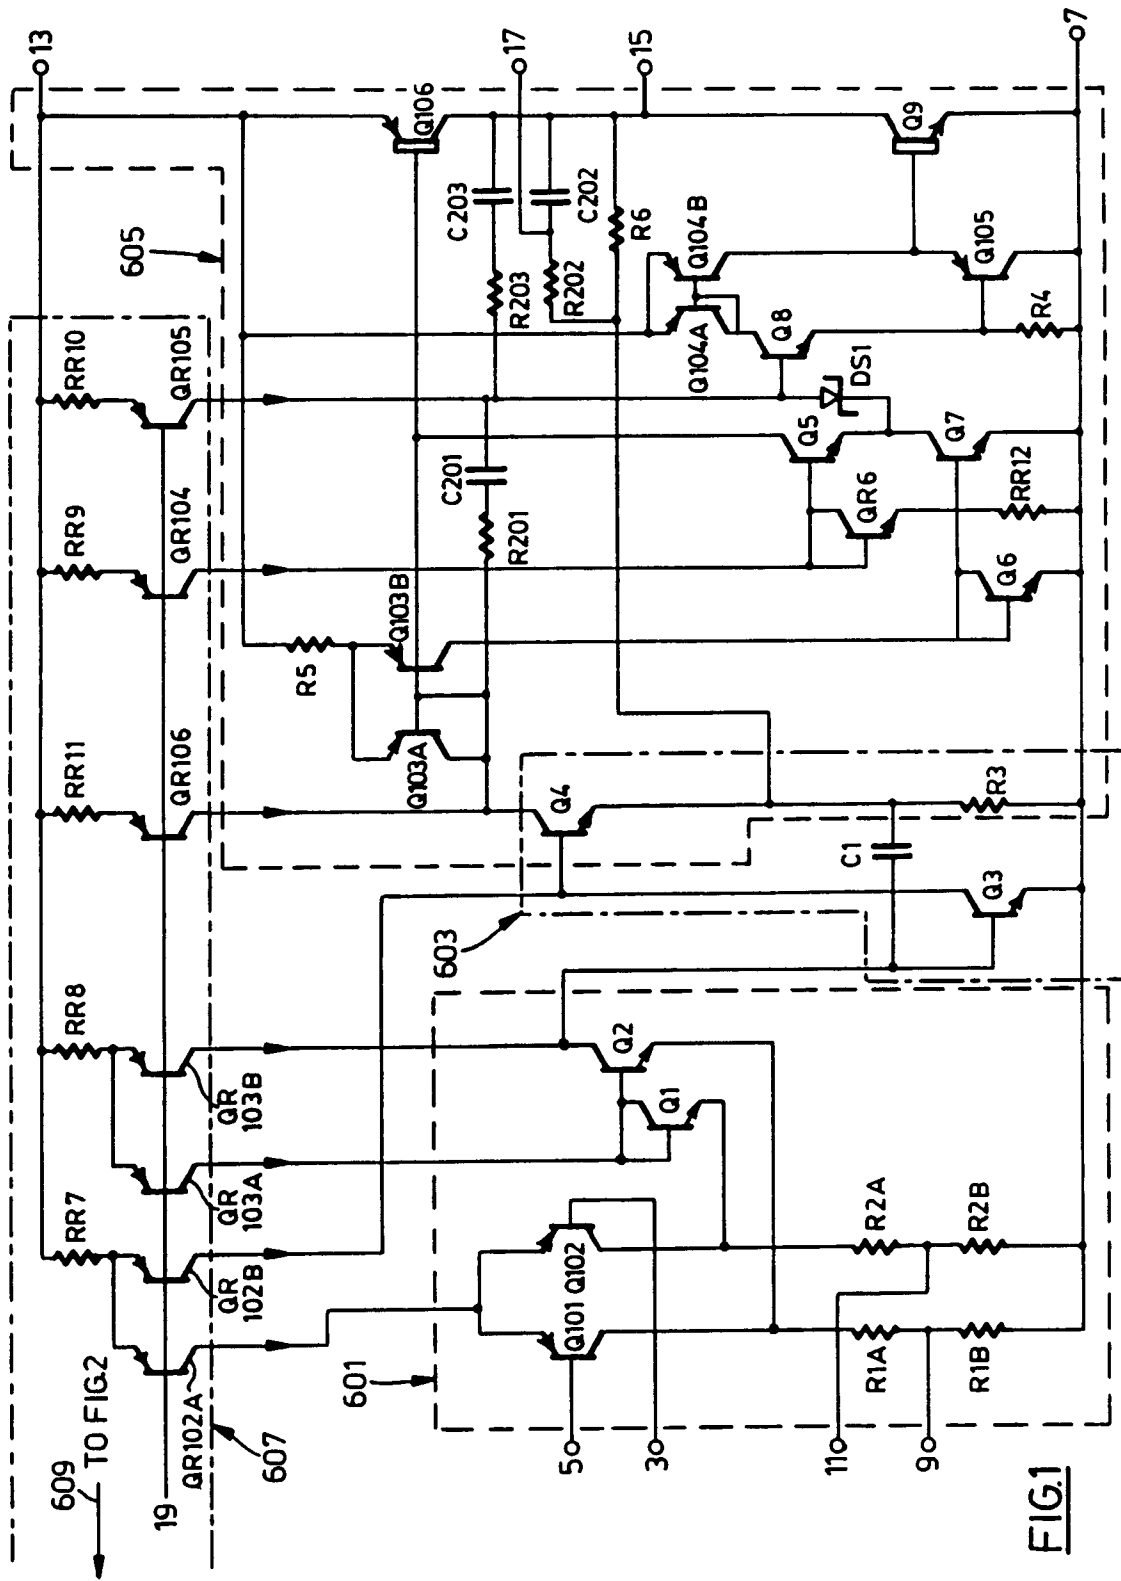 609
TO FIG.2
19
QR102A
607
RR7
QR
102B
QR
103A
RR8
QR
103B
RR11
QR106
RR9
QR104
RR10
QR105
605
13
R5
Q103A
Q103B
Q106
17
C203
R203
C202
R202
C201
R201
R6
15
Q104B
Q104A
Q8
DS1
Q5
QR6
Q7
RR12
Q6
Q105
R4
Q9
7
Q4
603
C1
R3
Q3
601
5
3
Q101
Q102
Q1
Q2
11
9
R1A
R2A
R1B
R2B
FIG.1